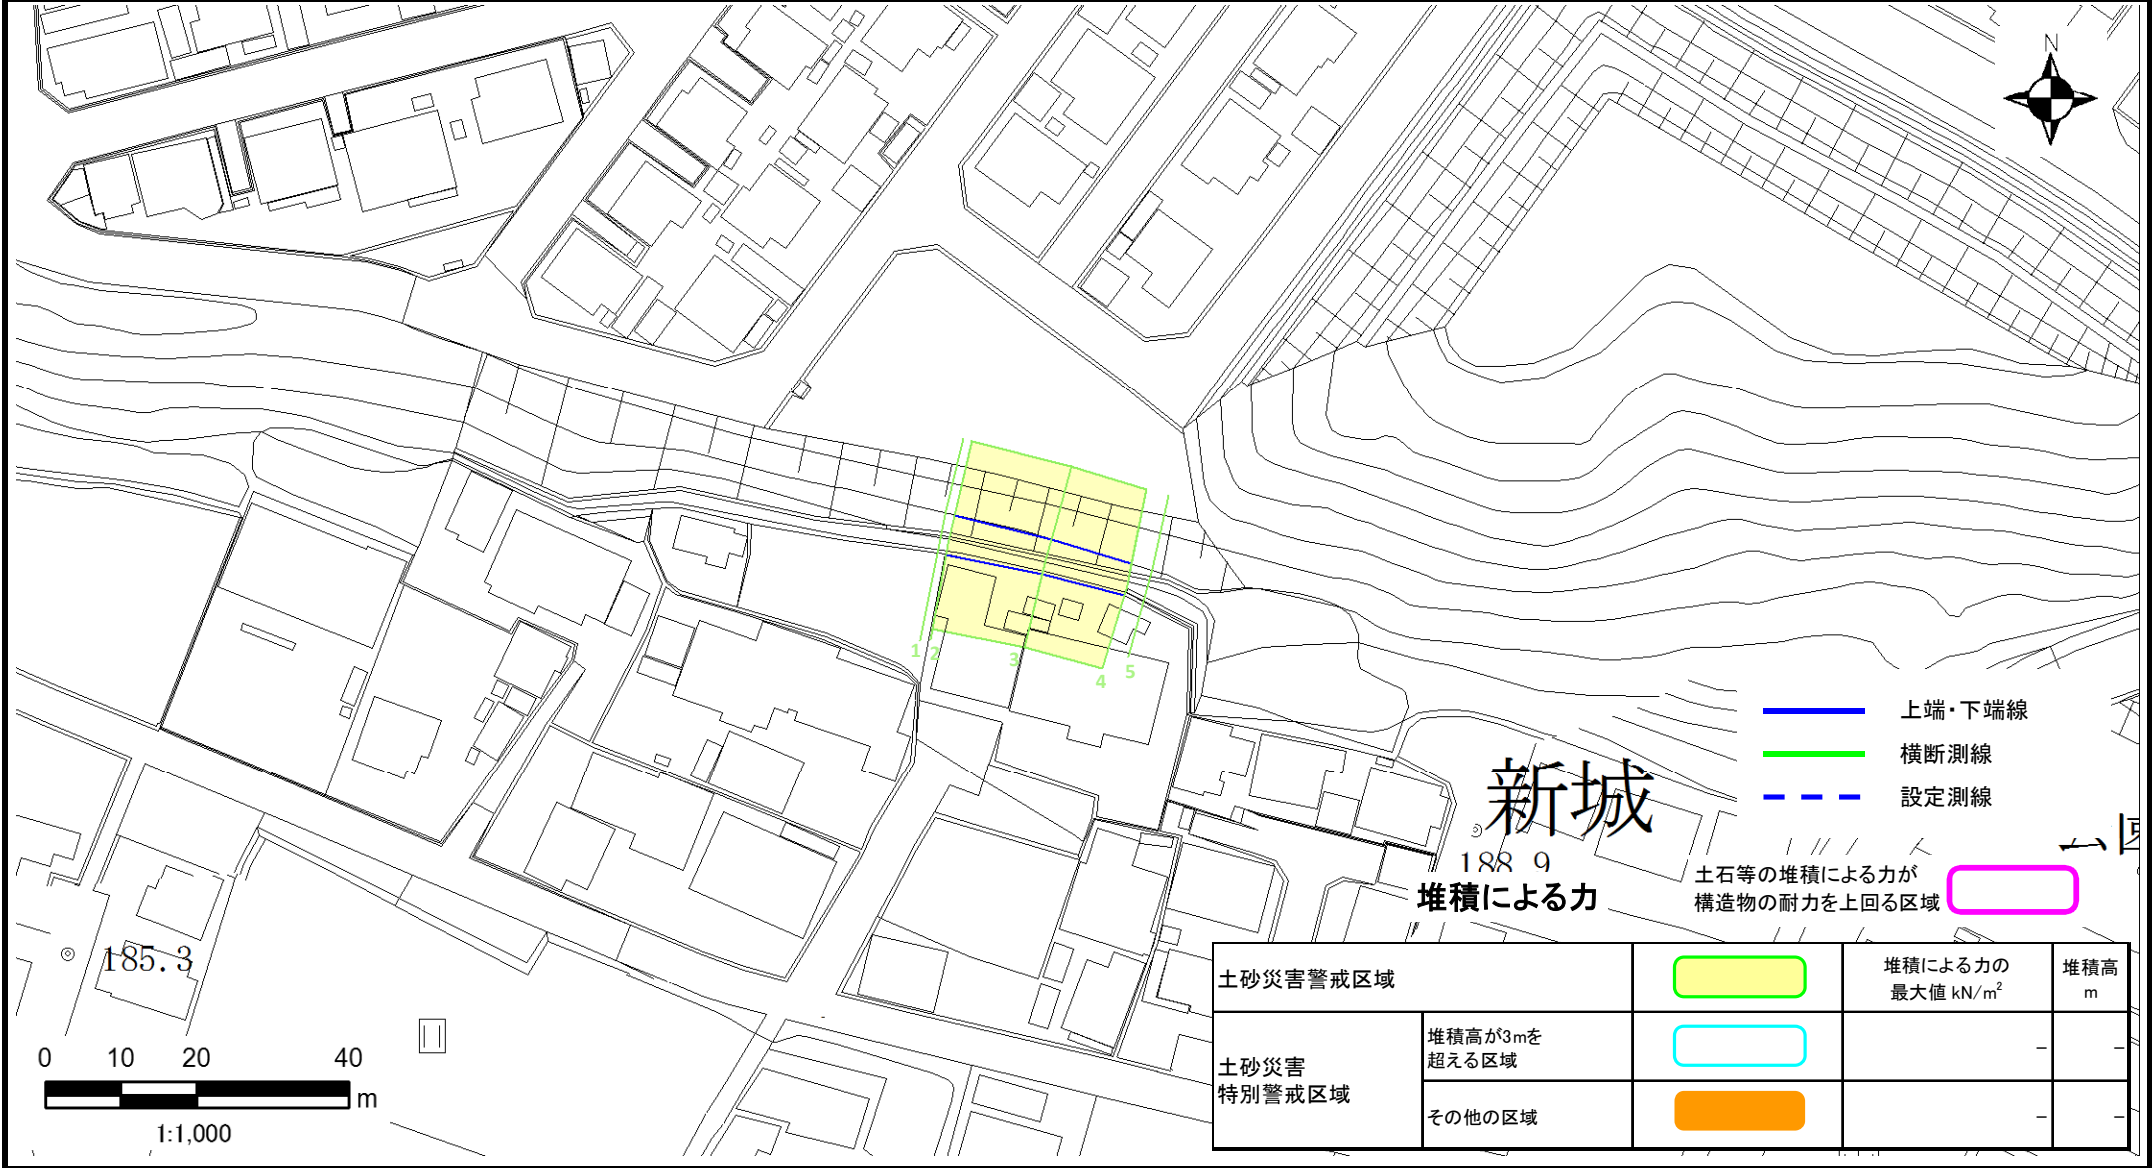 N
1
2
3
4
5
上端・下端線
横断測線
設定測線
新城
188.9
185.3
堆積による力
土石等の堆積による力が
構造物の耐力を上回る区域
土砂災害警戒区域
堆積による力の
最大値 kN/m²
堆積高
m
土砂災害
特別警戒区域
堆積高が3mを
超える区域
－ －
その他の区域
－ －
0 10 20 40
m
1:1,000